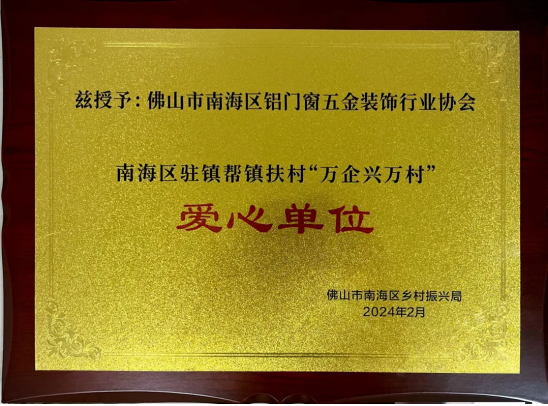 兹授予：佛山市南海区铝门窗五金装饰行业协会
南海区驻镇帮镇扶村“万企兴万村”
爱心单位
佛山市南海区乡村振兴局
2024年2月